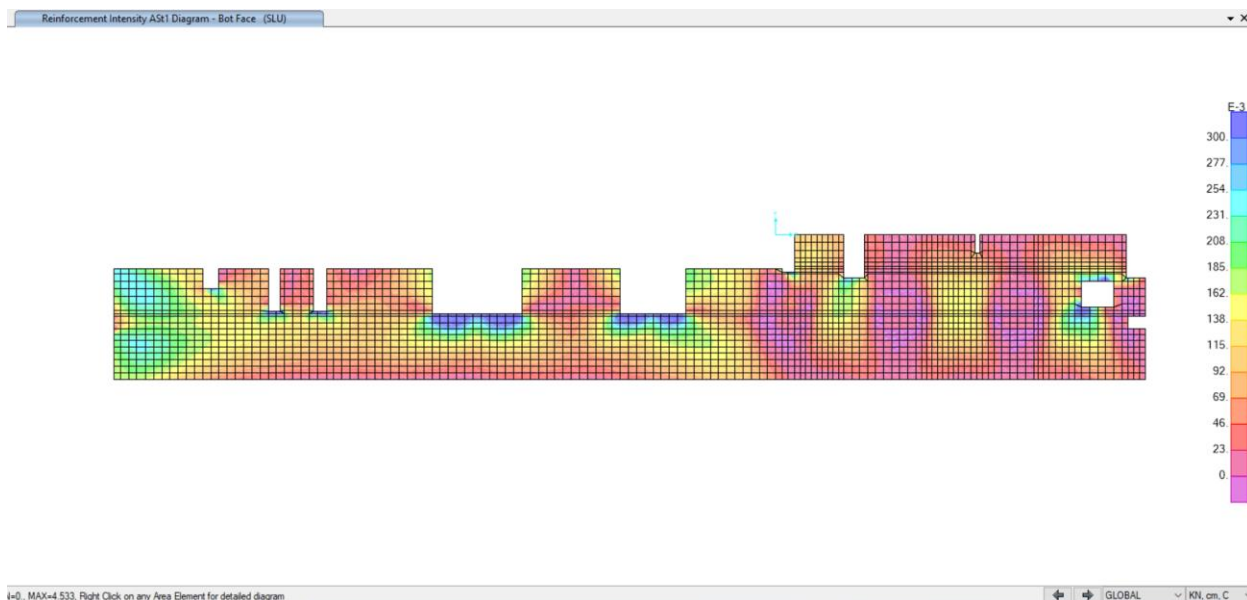 Reinforcement Intensity ASt1 Diagram - Bot Face (SLU)
E-3
300.
277.
254.
231.
208.
185.
162.
138.
115.
92.
69.
46.
23.
0.
MAX=4.533, Right Click on any Area Element for detailed diagram
GLOBAL
KN, cm, C